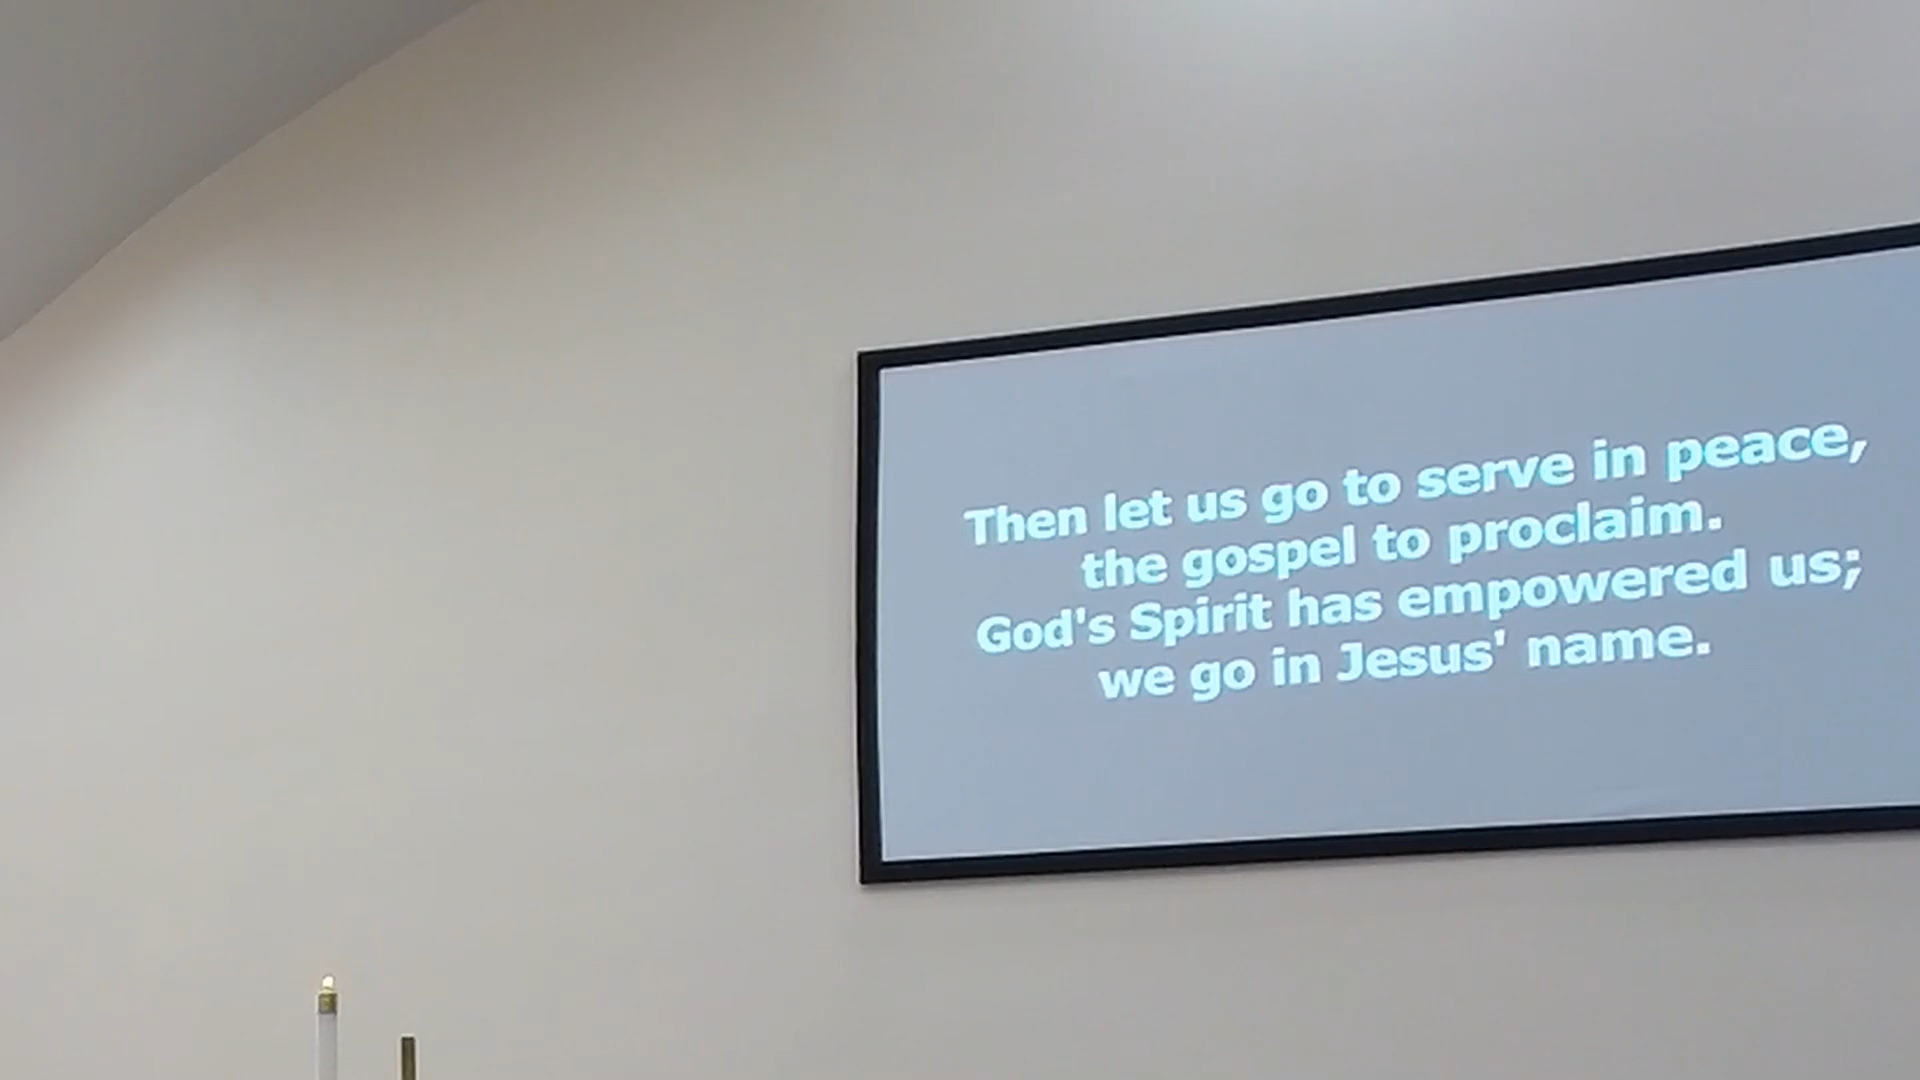 Then let us go to serve in peace,
the gospel to proclaim.
God's Spirit has empowered us;
we go in Jesus' name.